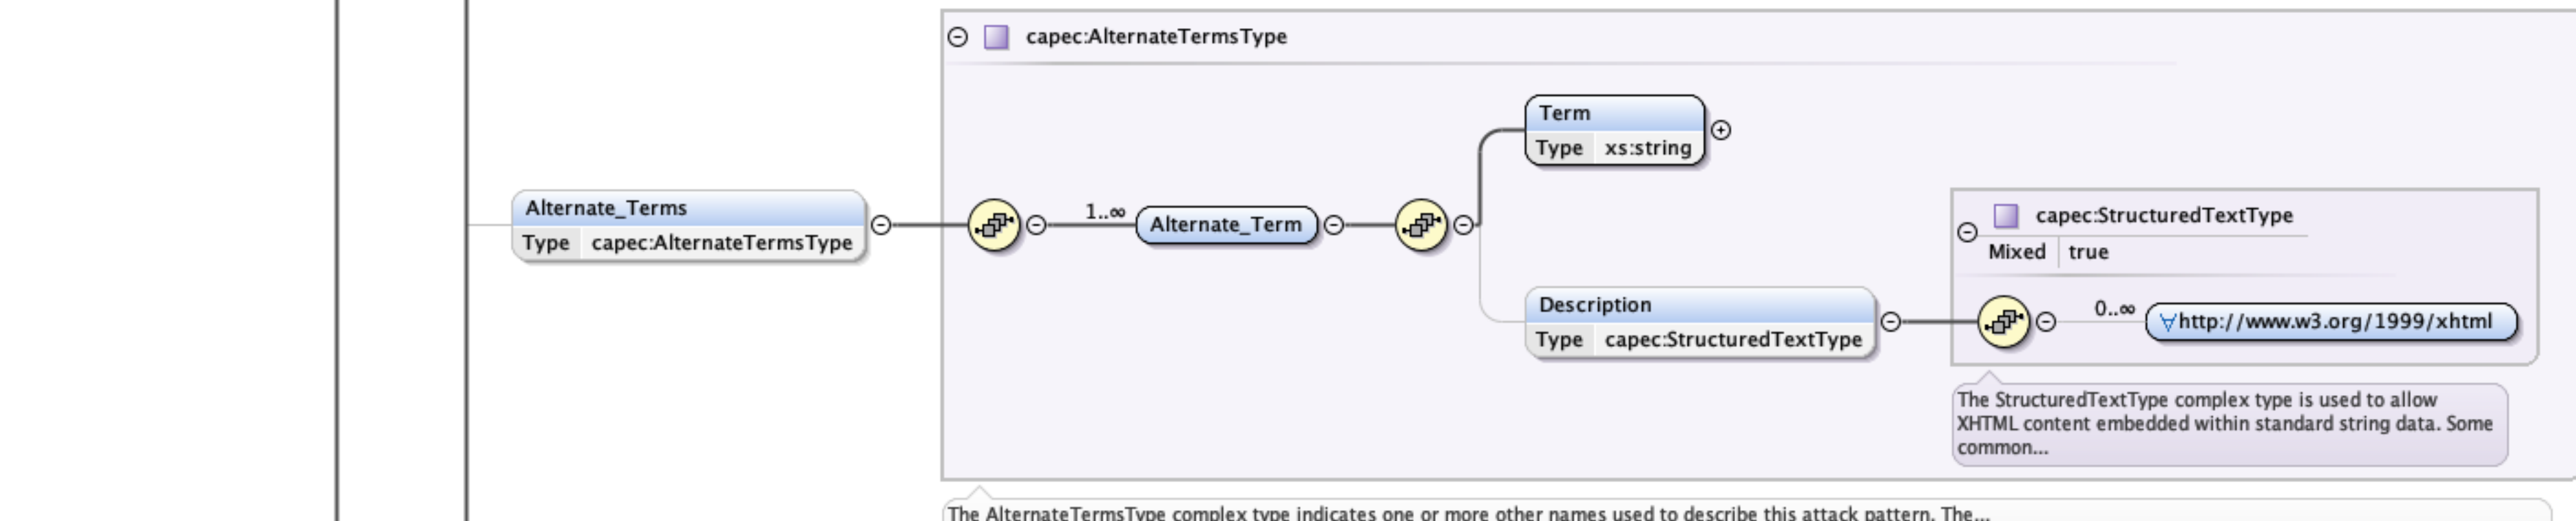 capec:AlternateTermsType
Term
Type xs:string
Alternate_Terms
Type capec:AlternateTermsType
1..∞
Alternate_Term
capec:StructuredTextType
Mixed true
Description
Type capec:StructuredTextType
0..∞
∀http://www.w3.org/1999/xhtml
The StructuredTextType complex type is used to allow
XHTML content embedded within standard string data. Some
common...
The AlternateTermsType complex type indicates one or more other names used to describe this attack pattern. The...